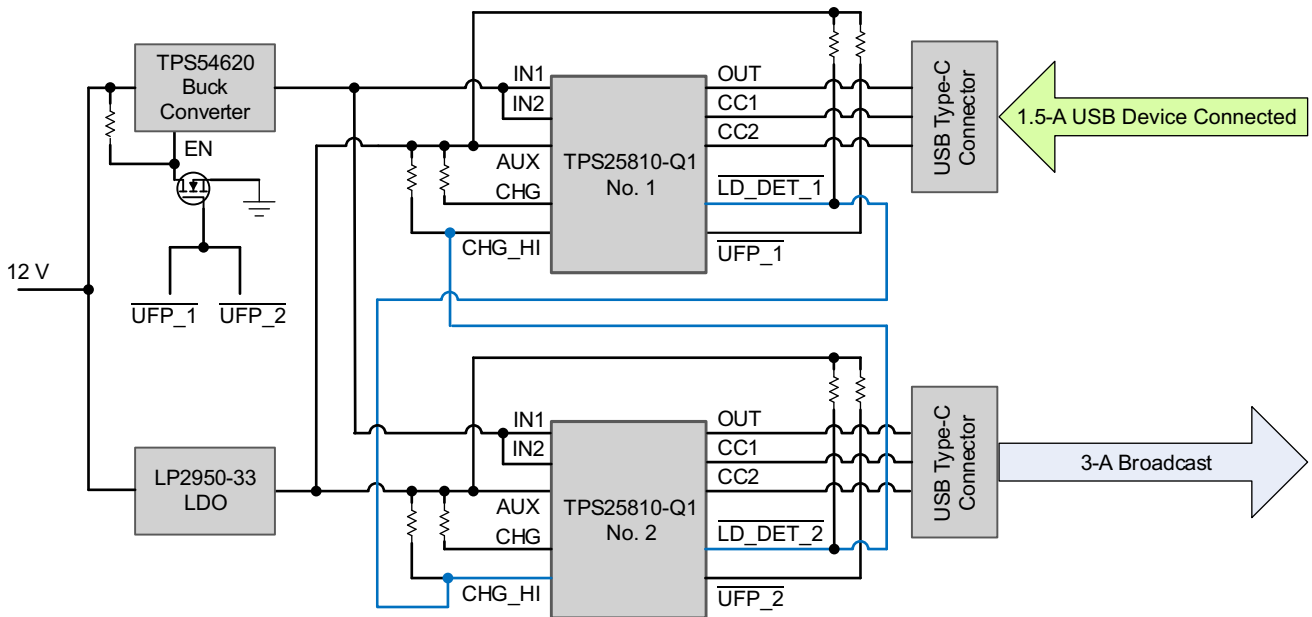 TPS54620
Buck
Converter
EN
12 V
UFP_1
UFP_2
LP2950-33
LDO
IN1
IN2
AUX
CHG
CHG_HI
TPS25810-Q1
No. 1
OUT
CC1
CC2
LD_DET_1
UFP_1
USB Type-C
Connector
1.5-A USB Device Connected
IN1
IN2
AUX
CHG
CHG_HI
TPS25810-Q1
No. 2
OUT
CC1
CC2
LD_DET_2
UFP_2
USB Type-C
Connector
3-A Broadcast